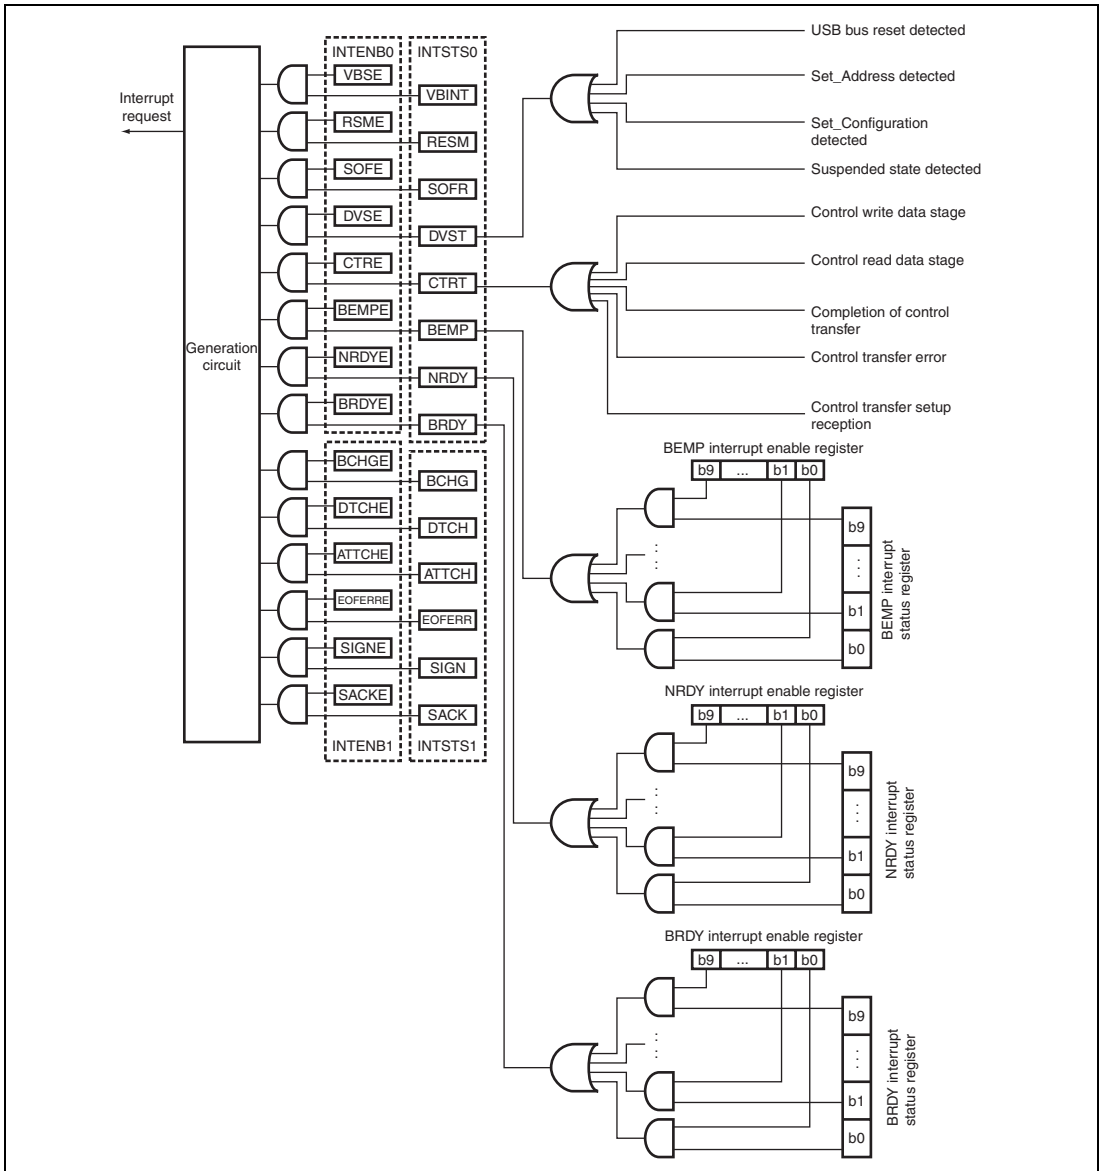 Interrupt
request
Generation
circuit
INTENB0
VBSE
RSME
SOFE
DVSE
CTRE
BEMPE
NRDYE
BRDYE
BCHGE
DTCHE
ATTCHE
EOFERRE
SIGNE
SACKE
INTENB1
INTSTS0
VBINT
RESM
SOFR
DVST
CTRT
BEMP
NRDY
BRDY
BCHG
DTCH
ATTCH
EOFERR
SIGN
SACK
INTSTS1
USB bus reset detected
Set_Address detected
Set_Configuration
detected
Suspended state detected
Control write data stage
Control read data stage
Completion of control
transfer
Control transfer error
Control transfer setup
reception
BEMP interrupt enable register
b9 ... b1 b0
b9
...
b1
b0
BEMP interrupt
status register
...
NRDY interrupt enable register
b9 ... b1 b0
b9
...
b1
b0
NRDY interrupt
status register
...
BRDY interrupt enable register
b9 ... b1 b0
b9
...
b1
b0
BRDY interrupt
status register
...